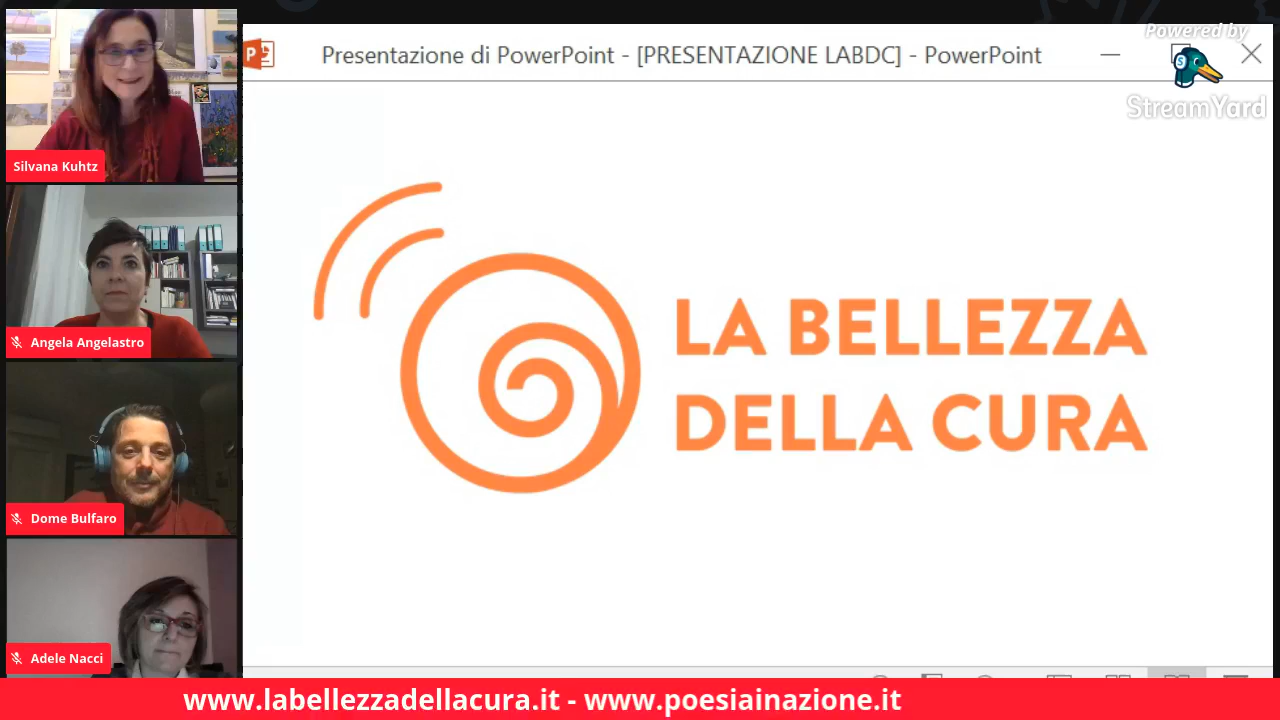 Presentazione di PowerPoint - [PRESENTAZIONE LABDC] - PowerPoint
Powered by
StreamYard
Silvana Kuhtz
Angela Angelastro
Dome Bulfaro
Adele Nacci
LA BELLEZZA
DELLA CURA
www.labellezzadellacura.it - www.poesiainazione.it